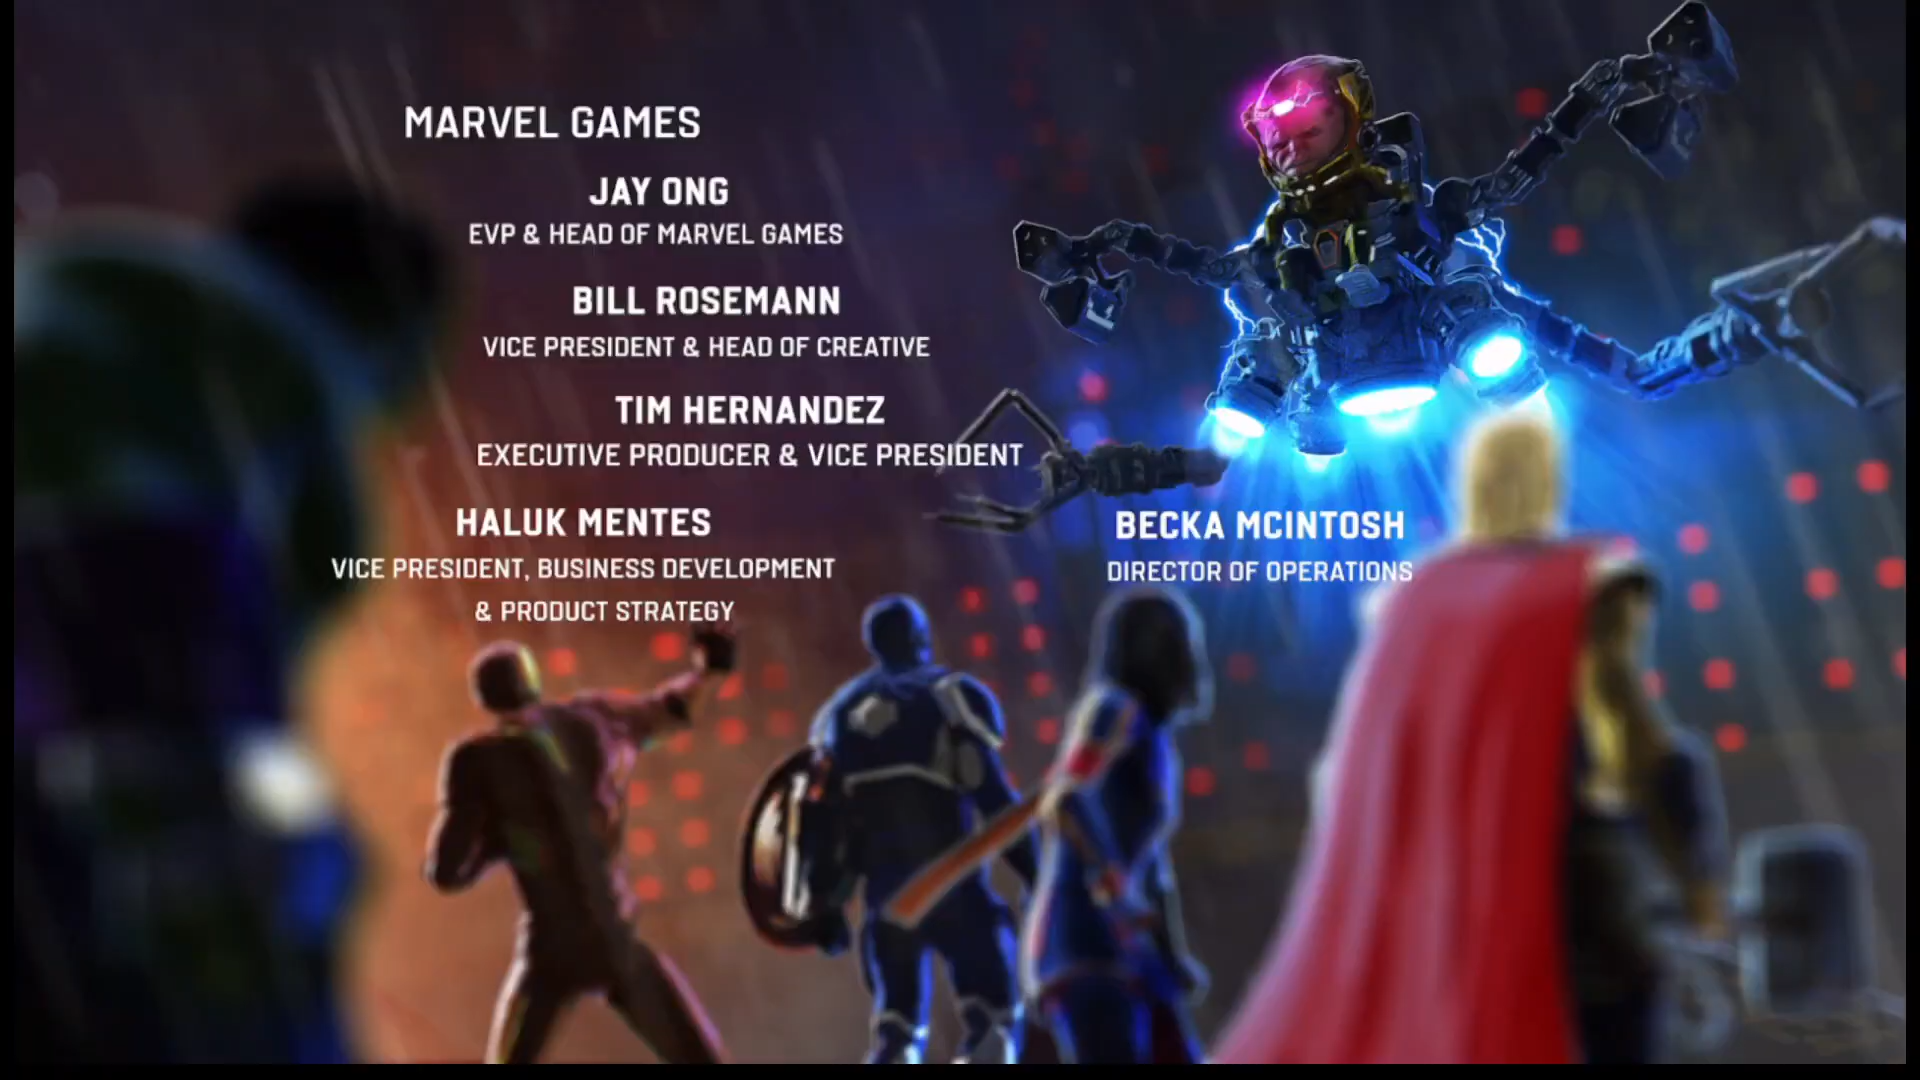 MARVEL GAMES
JAY ONG
EVP & HEAD OF MARVEL GAMES
BILL ROSEMANN
VICE PRESIDENT & HEAD OF CREATIVE
TIM HERNANDEZ
EXECUTIVE PRODUCER & VICE PRESIDENT
HALUK MENTES
VICE PRESIDENT, BUSINESS DEVELOPMENT
& PRODUCT STRATEGY
BECKA MCINTOSH
DIRECTOR OF OPERATIONS